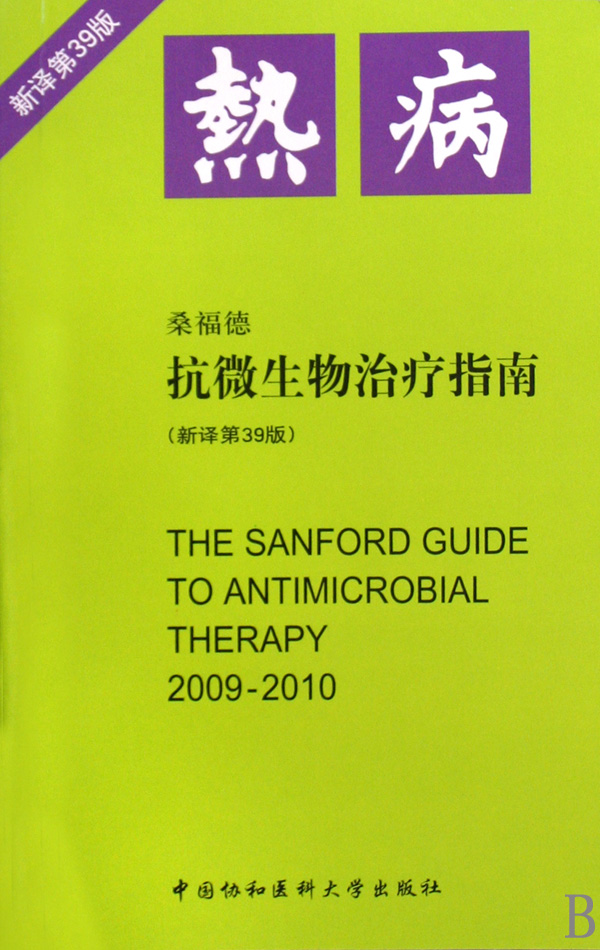 新译第39版
熱病
桑福德
抗微生物治疗指南
(新译第39版)
THE SANFORD GUIDE
TO ANTIMICROBIAL
THERAPY
2009-2010
中国协和医科大学出版社
B